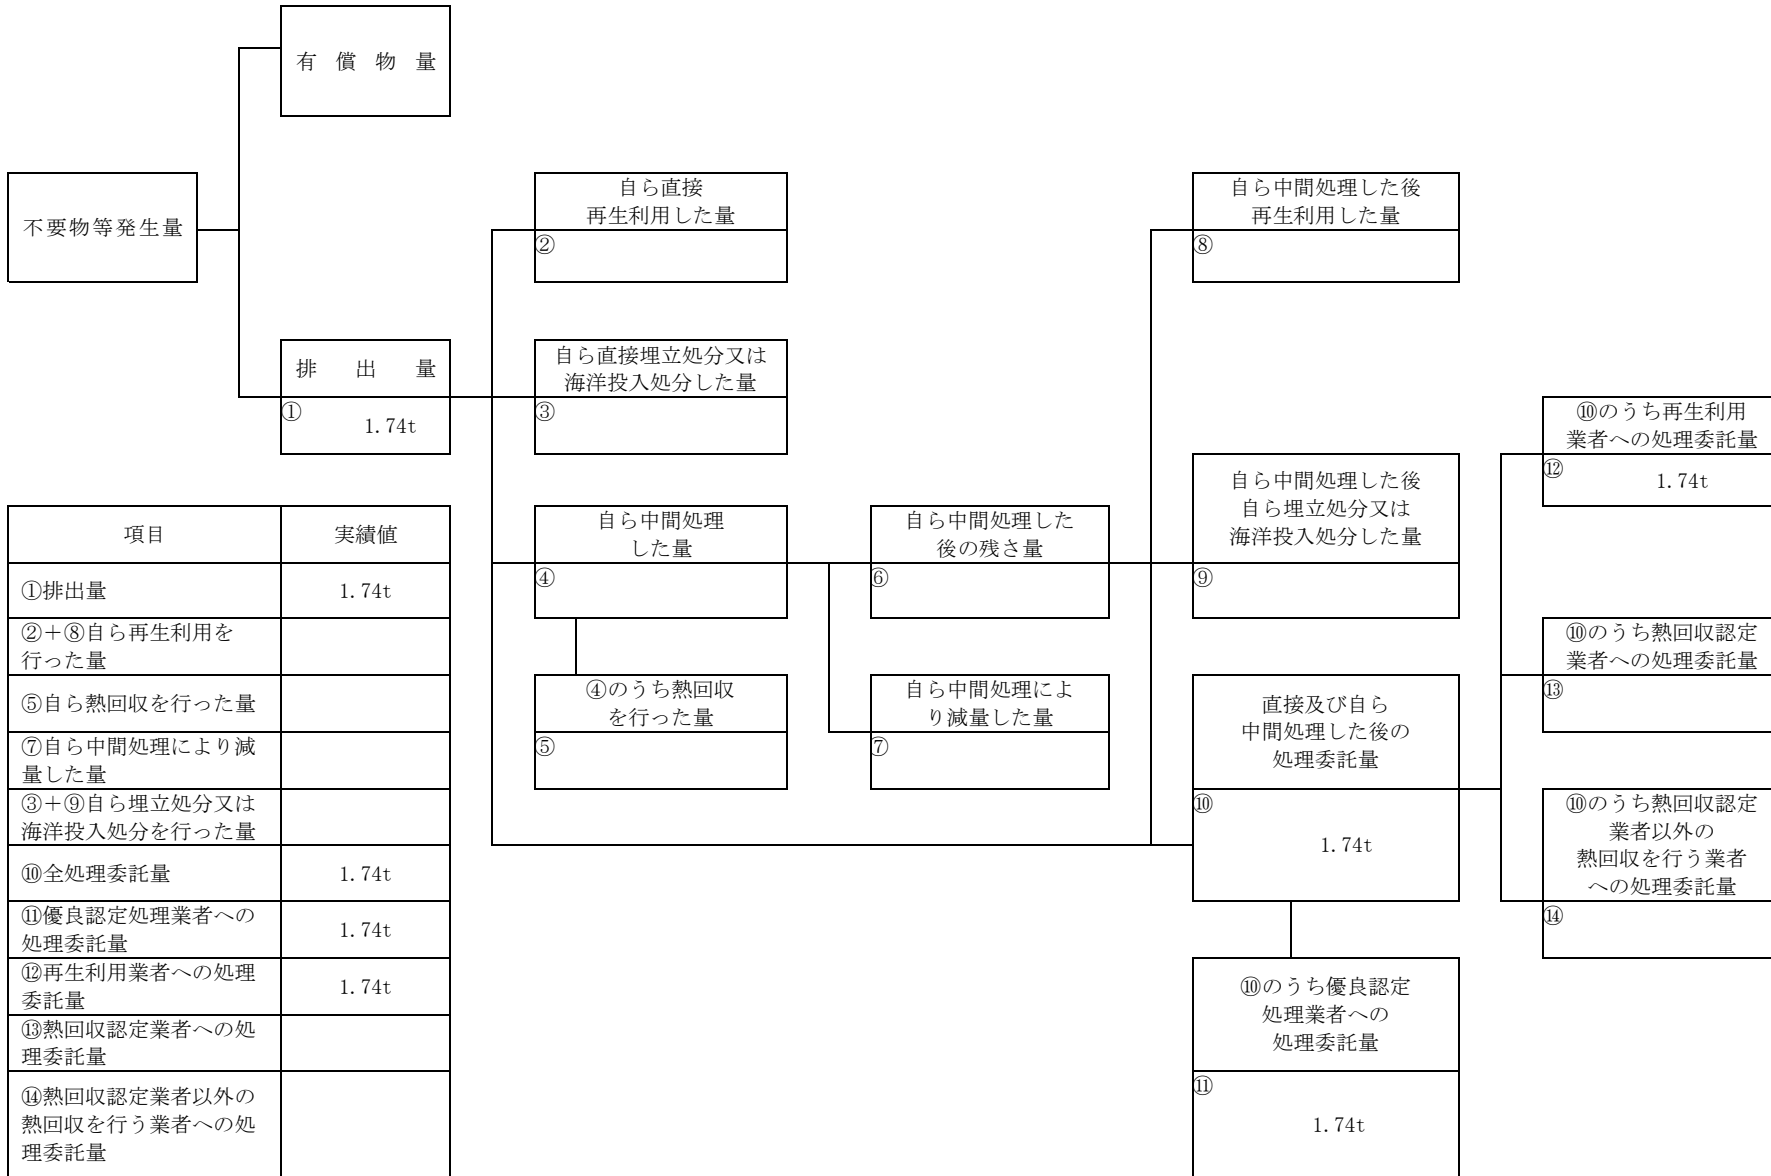 有償物量
不要物等発生量
自ら直接
再生利用した量
②
自ら中間処理した後
再生利用した量
⑧
排出量
①
1.74t
自ら直接埋立処分又は
海洋投入処分した量
③
⑩のうち再生利用
業者への処理委託量
⑫
1.74t
自ら中間処理
した量
④
自ら中間処理した
後の残さ量
⑥
自ら中間処理した後
自ら埋立処分又は
海洋投入処分した量
⑨
⑩のうち熱回収認定
業者への処理委託量
⑬
④のうち熱回収
を行った量
⑤
自ら中間処理によ
り減量した量
⑦
直接及び自ら
中間処理した後の
処理委託量
⑩
1.74t
⑩のうち熱回収認定
業者以外の
熱回収を行う業者
への処理委託量
⑭
⑩のうち優良認定
処理業者への
処理委託量
⑪
1.74t
項目
実績値
①排出量
1.74t
②+⑧自ら再生利用を
行った量
⑤自ら熱回収を行った量
⑦自ら中間処理により減
量した量
③+⑨自ら埋立処分又は
海洋投入処分を行った量
⑩全処理委託量
1.74t
⑪優良認定処理業者への
処理委託量
1.74t
⑫再生利用業者への処理
委託量
1.74t
⑬熱回収認定業者への処
理委託量
⑭熱回収認定業者以外の
熱回収を行う業者への処
理委託量